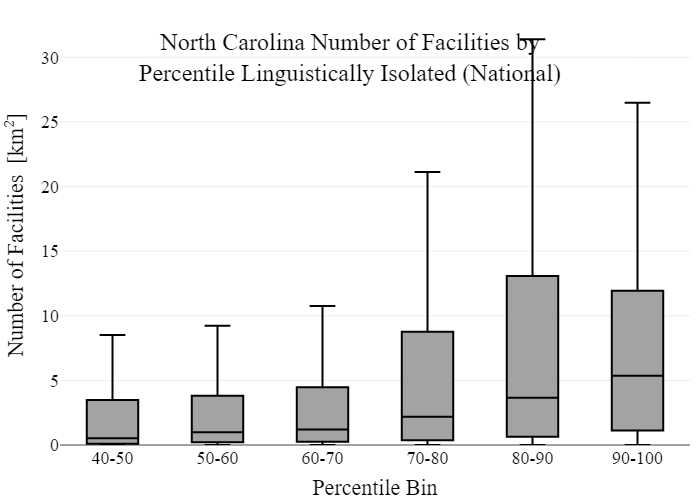 North Carolina Number of Facilities by
Percentile Linguistically Isolated (National)
Number of Facilities [km²]
30
25
20
15
10
5
0
40-50 50-60 60-70 70-80 80-90 90-100
Percentile Bin